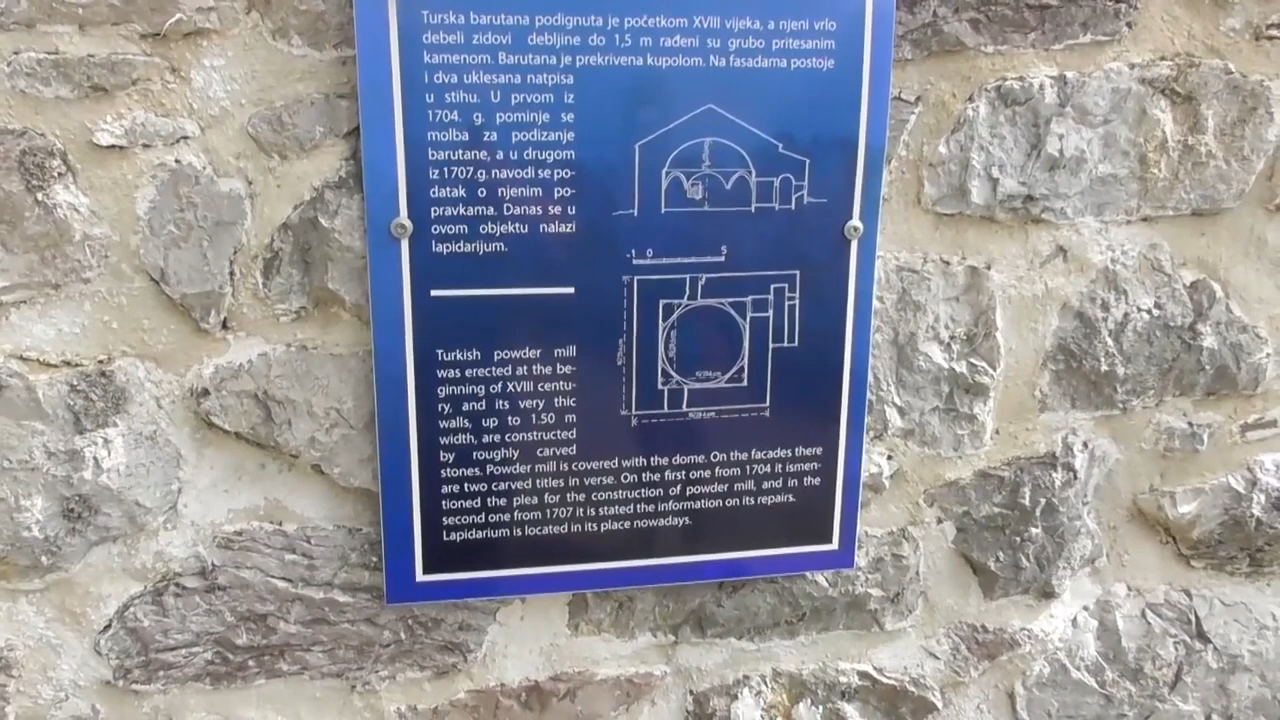 Turska barutana podignuta je početkom XVIII vijeka, a njeni vrlo
debeli zidovi debljine do 1,5 m rađeni su grubo pritesanim
kamenom. Barutana je prekrivena kupolom. Na fasadama postoje
i dva uklesana natpisa
u stihu. U prvom iz
1704. g. pominje se
molba za podizanje
barutane, a u drugom
iz 1707.g. navodi se po-
datak o njenim po-
pravkama. Danas se u
ovom objektu nalazi
lapidarijum.
-1 0 5
Turkish powder mill
was erected at the be-
ginning of XVIII centu-
ry, and its very thic
walls, up to 1.50 m
width, are constructed
by roughly carved
stones. Powder mill is covered with the dome. On the facades there
are two carved titles in verse. On the first one from 1704 it ismen-
tioned the plea for the construction of powder mill, and in the
second one from 1707 it is stated the information on its repairs.
Lapidarium is located in its place nowadays.